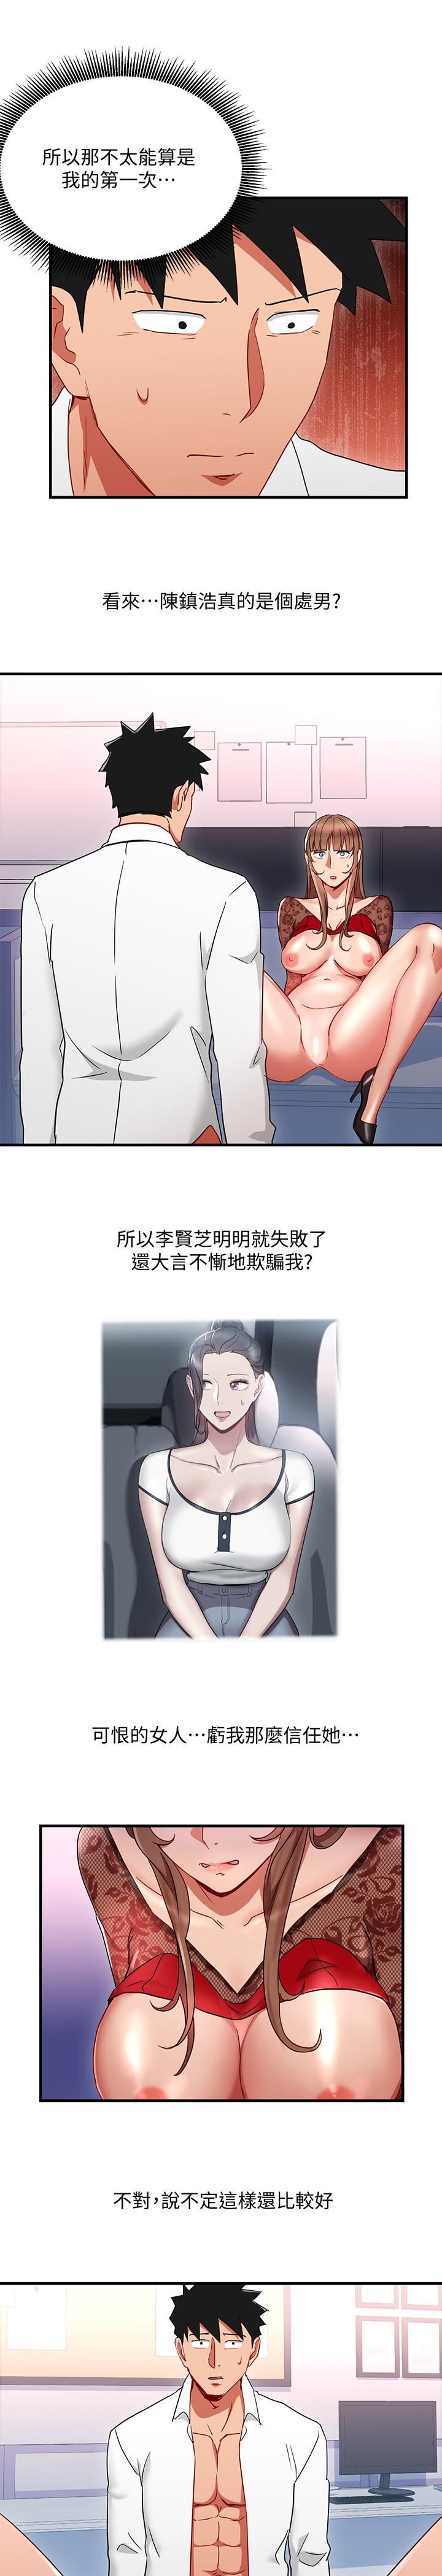 所以那不太能算是
我的第一次⋯
看來⋯陳鎮浩真的是個處男?
所以李賢芝明明就失敗了
還大言不慚地欺騙我?
可恨的女人⋯虧我那麼信任她⋯
不對，說不定這樣還比較好